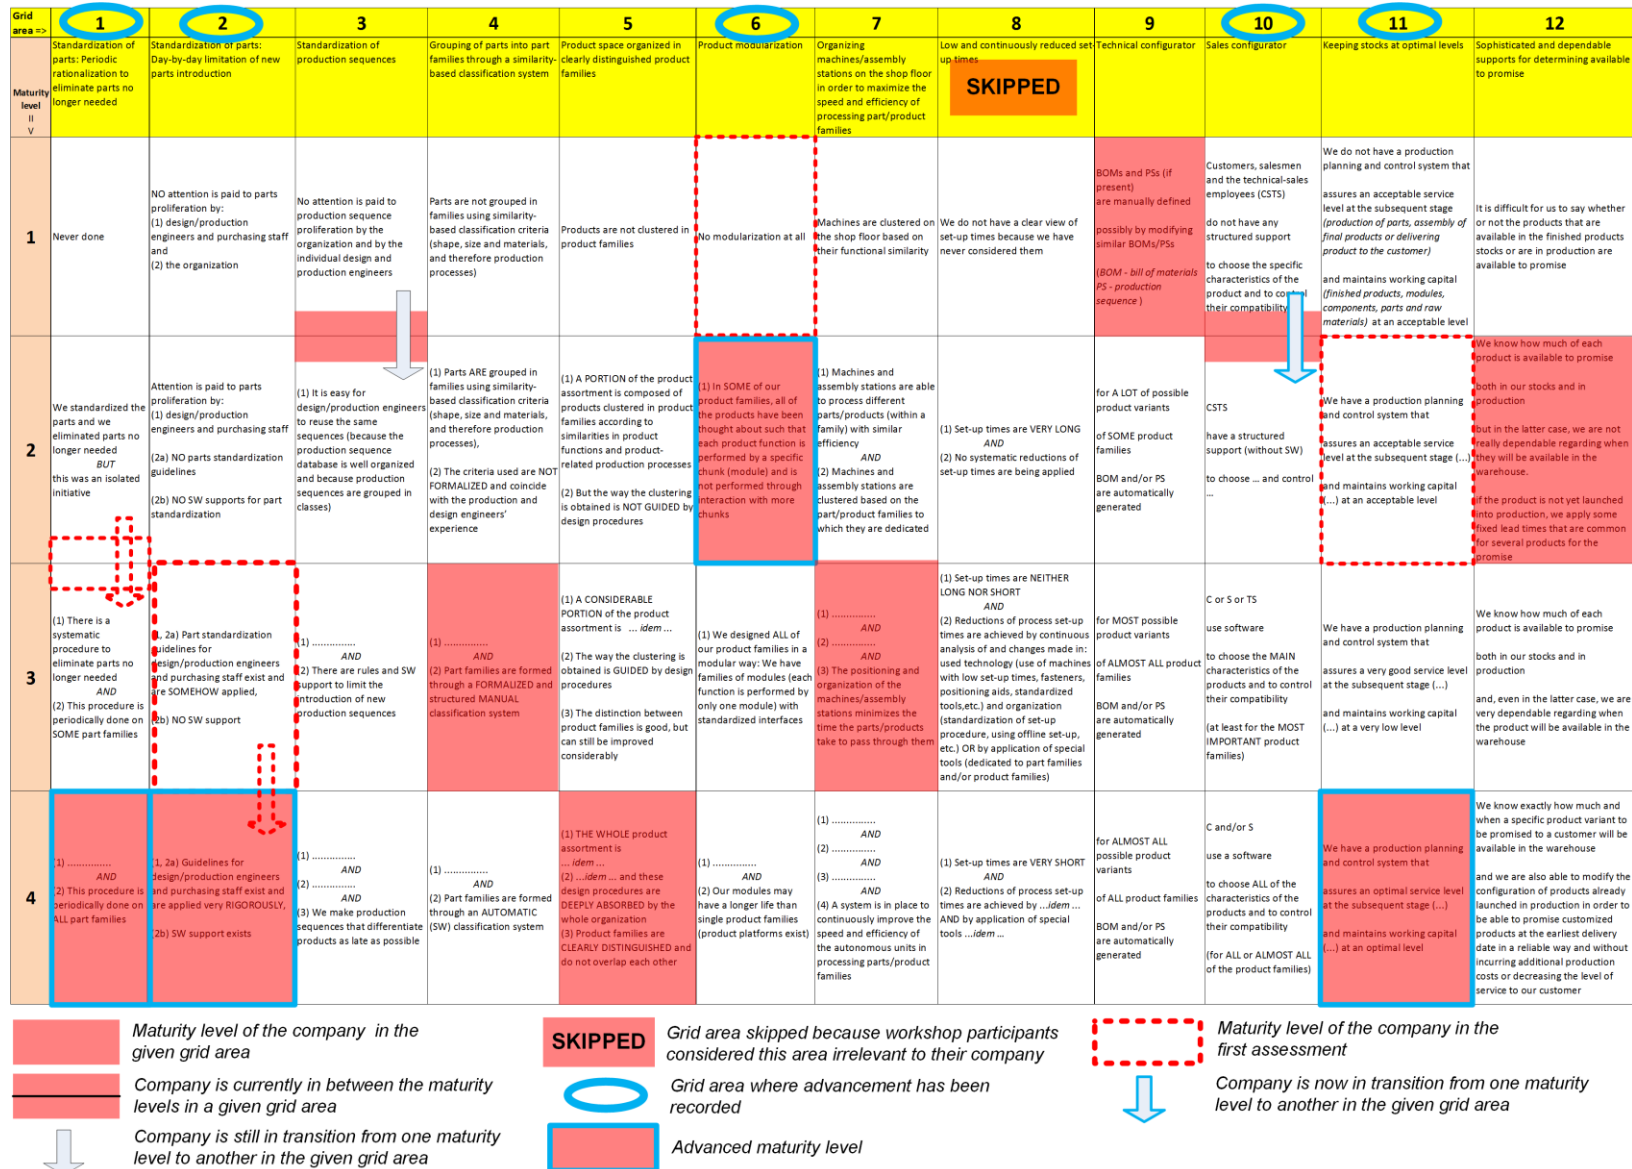 Grid
area =>
1
2
3
4
5
6
7
8
9
10
11
12
Maturity
level
II
V
Standardization of
parts: Periodic
rationalization to
eliminate parts no
longer needed
Standardization of parts:
Day-by-day limitation of new
parts introduction
Standardization of
production sequences
Grouping of parts into part
families through a similarity-
based classification system
Product space organized in
clearly distinguished product
families
Product modularization
Organizing
machines/assembly
stations on the shop floor
in order to maximize the
speed and efficiency of
processing part/product
families
Low and continuously reduced set-
up times
SKIPPED
Technical configurator
Sales configurator
Keeping stocks at optimal levels
Sophisticated and dependable
supports for determining available
to promise
1
Never done
NO attention is paid to parts
proliferation by:
(1) design/production
engineers and purchasing staff
and
(2) the organization
No attention is paid to
production sequence
proliferation by the
organization and by the
individual design and
production engineers
Parts are not grouped in
families using similarity-
based classification criteria
(shape, size and materials,
and therefore production
processes)
Products are not clustered in
product families
No modularization at all
Machines are clustered on
the shop floor based on
their functional similarity
We do not have a clear view of
set-up times because we have
never considered them
BOMs and PSs (if
present)
are manually defined
possibly by modifying
similar BOMs/PSs
(BOM - bill of materials
PS - production
sequence )
Customers, salesmen
and the technical-sales
employees (CSTS)
do not have any
structured support
to choose the specific
characteristics of the
product and to control
their compatibility
We do not have a production
planning and control system that
assures an acceptable service
level at the subsequent stage
(production of parts, assembly of
final products or delivering
product to the customer)
and maintains working capital
(finished products, modules,
components, parts and raw
materials) at an acceptable level
It is difficult for us to say whether
or not the products that are
available in the finished products
stocks or are in production are
available to promise
2
We standardized the
parts and we
eliminated parts no
longer needed
BUT
this was an isolated
initiative
Attention is paid to parts
proliferation by:
(1) design/production
engineers and purchasing staff
(2a) NO parts standardization
guidelines
(2b) NO SW supports for part
standardization
(1) It is easy for
design/production engineers
to reuse the same
sequences (because the
production sequence
database is well organized
and because production
sequences are grouped in
classes)
(1) Parts ARE grouped in
families using similarity-
based classification criteria
(shape, size and materials,
and therefore production
processes),
(2) The criteria used are NOT
FORMALIZED and coincide
with the production and
design engineers'
experience
(1) A PORTION of the product
assortment is composed of
products clustered in product
families according to
similarities in product
functions and product-
related production processes
(2) But the way the clustering
is obtained is NOT GUIDED by
design procedures
(1) In SOME of our
product families, all of
the products have been
thought about such that
each product function is
performed by a specific
chunk (module) and is
not performed through
interaction with more
chunks
(1) Machines and
assembly stations are able
to process different
parts/products (within a
family) with similar
efficiency
AND
(2) Machines and
assembly stations are
clustered based on the
part/product families to
which they are dedicated
(1) Set-up times are VERY LONG
AND
(2) No systematic reductions of
set-up times are being applied
for A LOT of possible
product variants
of SOME product
families
BOM and/or PS
are automatically
generated
CSTS
have a structured
support (without SW)
to choose ... and control
...
We have a production planning
and control system that
assures an acceptable service
level at the subsequent stage (...)
and maintains working capital
(...) at an acceptable level
We know how much of each
product is available to promise
both in our stocks and in
production
but in the latter case, we are not
really dependable regarding when
they will be available in the
warehouse.
if the product is not yet launched
into production, we apply some
fixed lead times that are common
for several products for the
promise
3
(1) There is a
systematic
procedure to
eliminate parts no
longer needed
AND
(2) This procedure is
periodically done on
SOME part families
(1, 2a) Part standardization
guidelines for
design/production engineers
and purchasing staff exist and
are SOMEHOW applied,
(2b) NO SW support
(1) ...............
AND
(2) There are rules and SW
support to limit the
introduction of new
production sequences
(1) ...............
AND
(2) Part families are formed
through a FORMALIZED and
structured MANUAL
classification system
(1) A CONSIDERABLE
PORTION of the product
assortment is ... idem ...
(2) The way the clustering is
obtained is GUIDED by design
procedures
(3) The distinction between
product families is good, but
can still be improved
considerably
(1) We designed ALL of
our product families in a
modular way: We have
families of modules (each
function is performed by
only one module) with
standardized interfaces
(1) ...............
AND
(2) ...............
AND
(3) The positioning and
organization of the
machines/assembly
stations minimizes the
time the parts/products
take to pass through them
(1) Set-up times are NEITHER
LONG NOR SHORT
AND
(2) Reductions of process set-up
times are achieved by continuous
analysis of and changes made in:
used technology (use of machines
with low set-up times, fasteners,
positioning aids, standardized
tools,etc.) and organization
(standardization of set-up
procedure, using offline set-up,
etc.) OR by application of special
tools (dedicated to part families
and/or product families)
for MOST possible
product variants
of ALMOST ALL product
families
BOM and/or PS
are automatically
generated
C or S or TS
use software
to choose the MAIN
characteristics of the
products and to control
their compatibility
(at least for the MOST
IMPORTANT product
families)
We have a production planning
and control system that
assures a very good service level
at the subsequent stage (...)
and maintains working capital
(...) at a very low level
We know how much of each
product is available to promise
both in our stocks and in
production
and, even in the latter case, we are
very dependable regarding when
the product will be available in the
warehouse
4
(1) ...............
AND
(2) This procedure is
periodically done on
ALL part families
(1, 2a) Guidelines for
design/production engineers
and purchasing staff exist and
are applied very RIGOROUSLY,
(2b) SW support exists
(1) ...............
AND
(2) ...............
AND
(3) We make production
sequences that differentiate
products as late as possible
(1) ...............
AND
(2) Part families are formed
through an AUTOMATIC
(SW) classification system
(1) THE WHOLE product
assortment is
... idem ...
(2) ...idem ... and these
design procedures are
DEEPLY ABSORBED by the
whole organization
(3) Product families are
CLEARLY DISTINGUISHED and
do not overlap each other
(1) ...............
AND
(2) Our modules may
have a longer life than
single product families
(product platforms exist)
(1) ...............
AND
(2) ...............
AND
(3) ...............
AND
(4) A system is in place to
continuously improve the
speed and efficiency of
the autonomous units in
processing parts/product
families
(1) Set-up times are VERY SHORT
AND
(2) Reductions of process set-up
times are achieved by ...idem ...
AND by application of special
tools ...idem ...
for ALMOST ALL
possible product
variants
of ALL product families
BOM and/or PS
are automatically
generated
C and/or S
use a software
to choose ALL of the
characteristics of the
products and to control
their compatibility
(for ALL or ALMOST ALL
of the product families)
We have a production planning
and control system that
assures an optimal service level
at the subsequent stage (...)
and maintains working capital
(...) at an optimal level
We know exactly how much and
when a specific product variant to
be promised to a customer will be
available in the warehouse
and we are also able to modify the
configuration of products already
launched in production in order to
be able to promise customized
products at the earliest delivery
date in a reliable way and without
incurring additional production
costs or decreasing the level of
service to our customer
Maturity level of the company in the
given grid area
Company is currently in between the maturity
levels in a given grid area
Company is still in transition from one maturity
level to another in the given grid area
SKIPPED
Grid area skipped because workshop participants
considered this area irrelevant to their company
Grid area where advancement has been
recorded
Advanced maturity level
Maturity level of the company in the
first assessment
Company is now in transition from one maturity
level to another in the given grid area